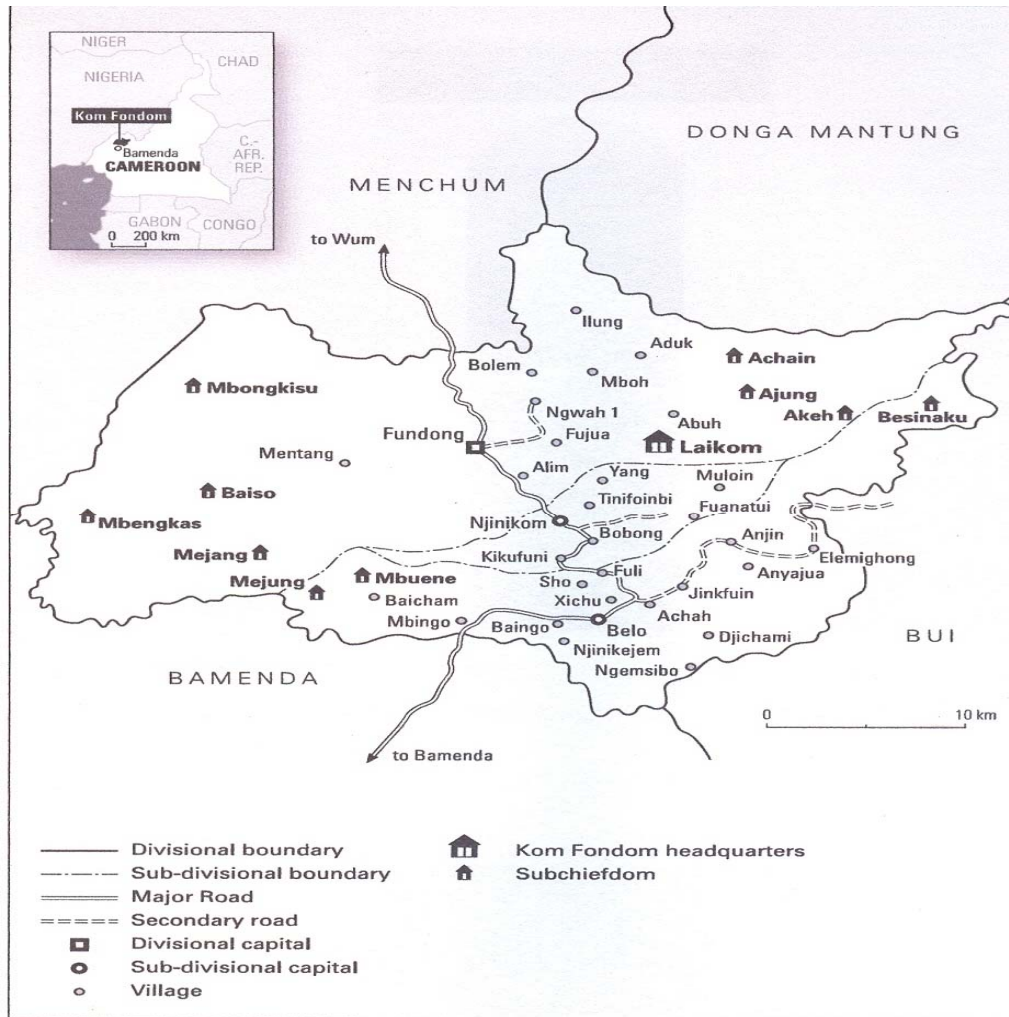 NIGER
CHAD
NIGERIA
Kom Fondom
Bamenda
CAMEROON
C.-
AFR.
REP.
GABON
CONGO
0 200 km
DONGA MANTUNG
MENCHUM
to Wum
Ilung
Aduk
Achain
Bolem
Mboh
Mbongkisu
Ajung
Ngwah 1
Akeh
Besinaku
Abuh
Fundong
Fujua
Laikom
Mentang
Alim
Yang
Muloin
Baiso
Tinifoinbi
Fuanatui
Mbengkas
Njinikom
Bobong
Anjin
Mejang
Kikufuni
Elemighong
Mejung
Mbuene
Sho
Fuli
Anyajua
Baicham
Xichu
Jinkfuin
Achah
Mbingo
Baingo
Belo
Djichami
BUI
Njinikejem
Ngemsibo
BAMENDA
0 10 km
to Bamenda
Divisional boundary
Sub-divisional boundary
Major Road
Secondary road
Divisional capital
Sub-divisional capital
Village
Kom Fondom headquarters
Subchiefdom